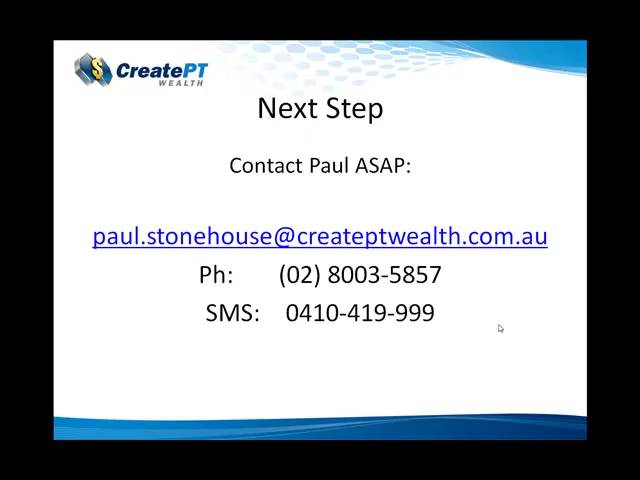 $ CreatePT
WEALTH
Next Step
Contact Paul ASAP:
paul.stonehouse@createptwealth.com.au
Ph: (02) 8003-5857
SMS: 0410-419-999